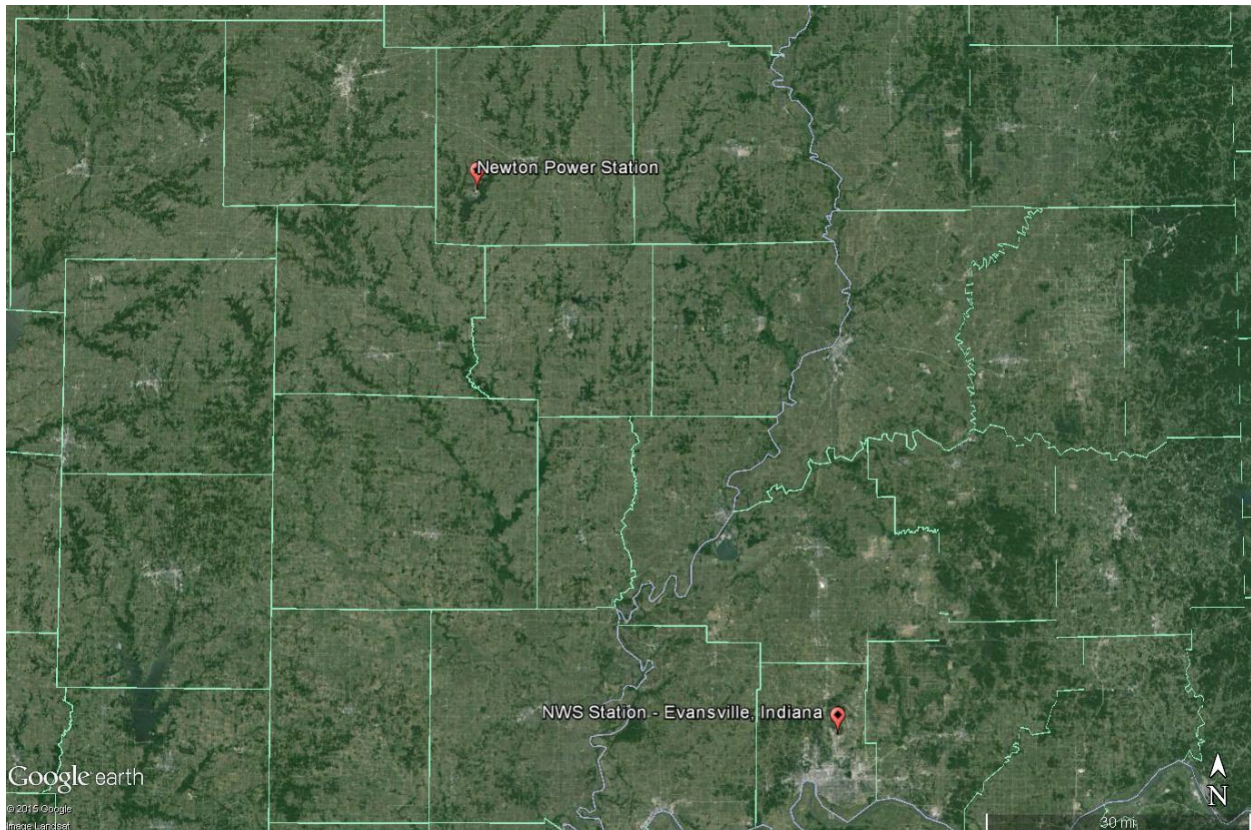 Newton Power Station
NWS Station - Evansville, Indiana
Google earth
© 2015 Google
Image Landsat
N
30 mi